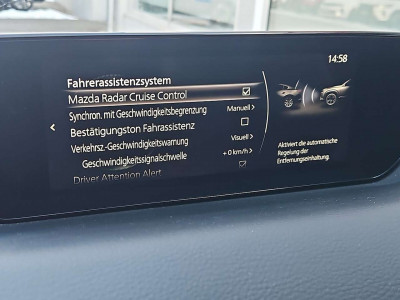 14:58
Fahrerassistenzsystem
Mazda Radar Cruise Control
Synchron. mit Geschwindigkeitsbegrenzung Manuell
Bestätigungston Fahrassistenz
Verkehrsz.-Geschwindigkeitswarnung Visuell
Geschwindigkeitssignalschwelle +0 km/h
Driver Attention Alert
Aktiviert die automatische
Regelung der
Entfernungseinhaltung.